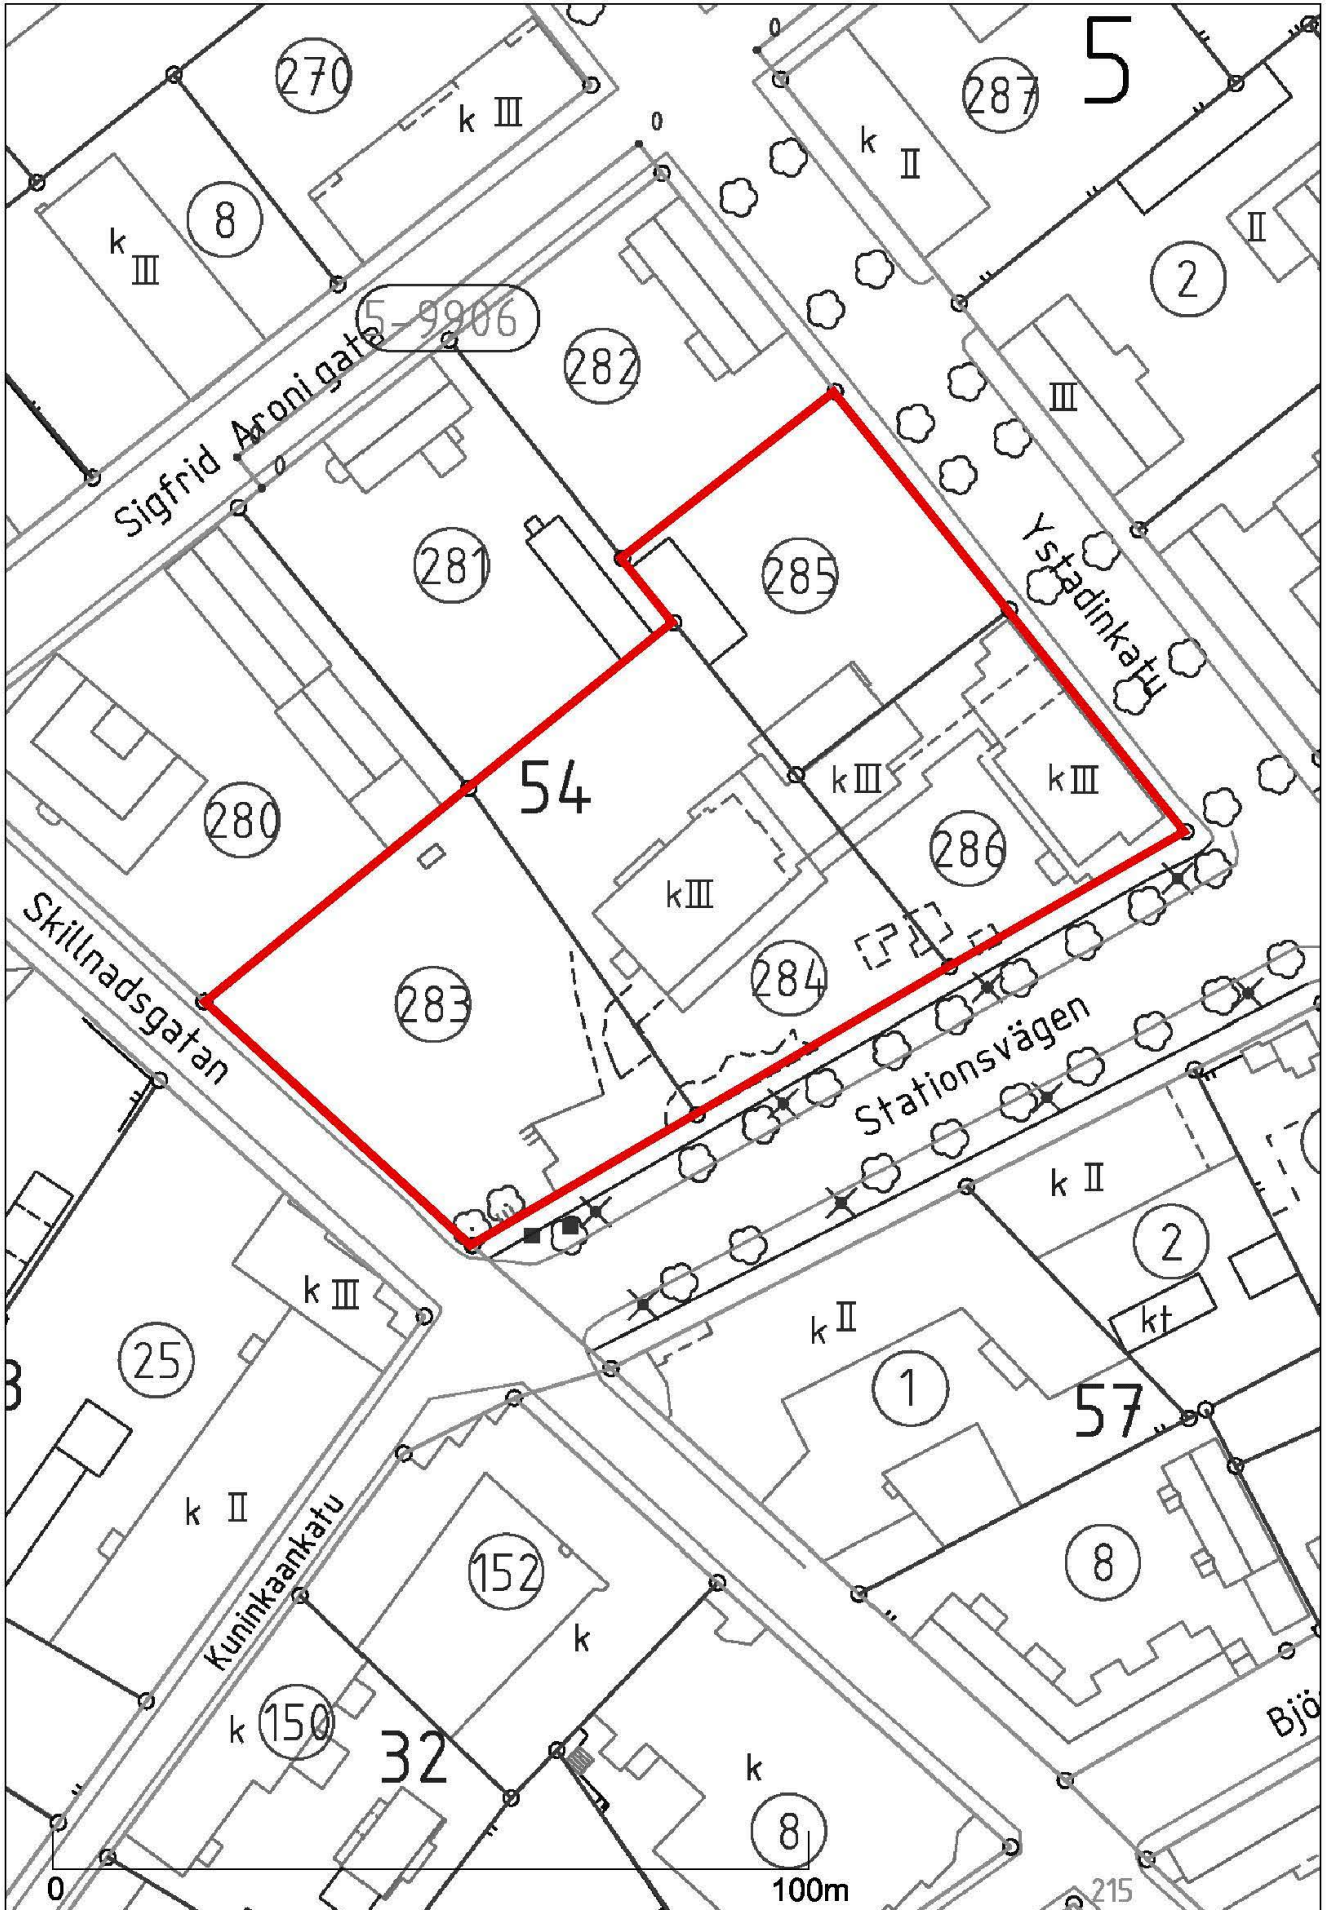 5
270
k III
0
0
287
k
II
8
k
III
II
2
5-9906
282
Sigfrid Aronigata
III
0
281
285
Ystadinkatu
54
280
k III
k III
286
k III
Skillnadsgatan
283
284
Stationsvägen
k II
2
k III
k II
kt
25
1
57
k II
Kuninkaankatu
152
8
k
k
150
32
k
8
Bjö
0
100m
215